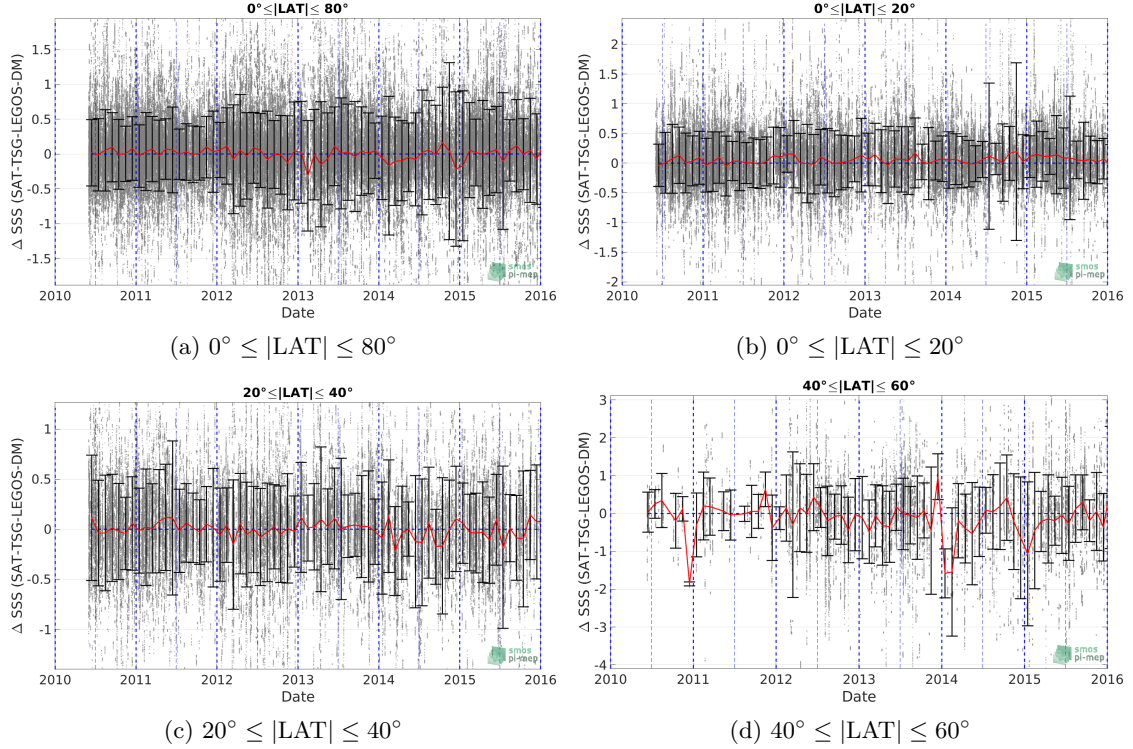 0°≤|LAT|≤ 80°
Δ SSS (SAT-TSG-LEGOS-DM)
1.5
1
0.5
0
-0.5
-1
-1.5
smos
pi-mep
2010 2011 2012 2013 2014 2015 2016
Date
(a) 0° ≤ |LAT| ≤ 80°
0°≤|LAT|≤ 20°
Δ SSS (SAT-TSG-LEGOS-DM)
2
1.5
1
0.5
0
-0.5
-1
-1.5
-2
smos
pi-mep
2010 2011 2012 2013 2014 2015 2016
Date
(b) 0° ≤ |LAT| ≤ 20°
20°≤|LAT|≤ 40°
Δ SSS (SAT-TSG-LEGOS-DM)
1
0.5
0
-0.5
-1
smos
pi-mep
2010 2011 2012 2013 2014 2015 2016
Date
(c) 20° ≤ |LAT| ≤ 40°
40°≤|LAT|≤ 60°
Δ SSS (SAT-TSG-LEGOS-DM)
3
2
1
0
-1
-2
-3
-4
smos
pi-mep
2010 2011 2012 2013 2014 2015 2016
Date
(d) 40° ≤ |LAT| ≤ 60°